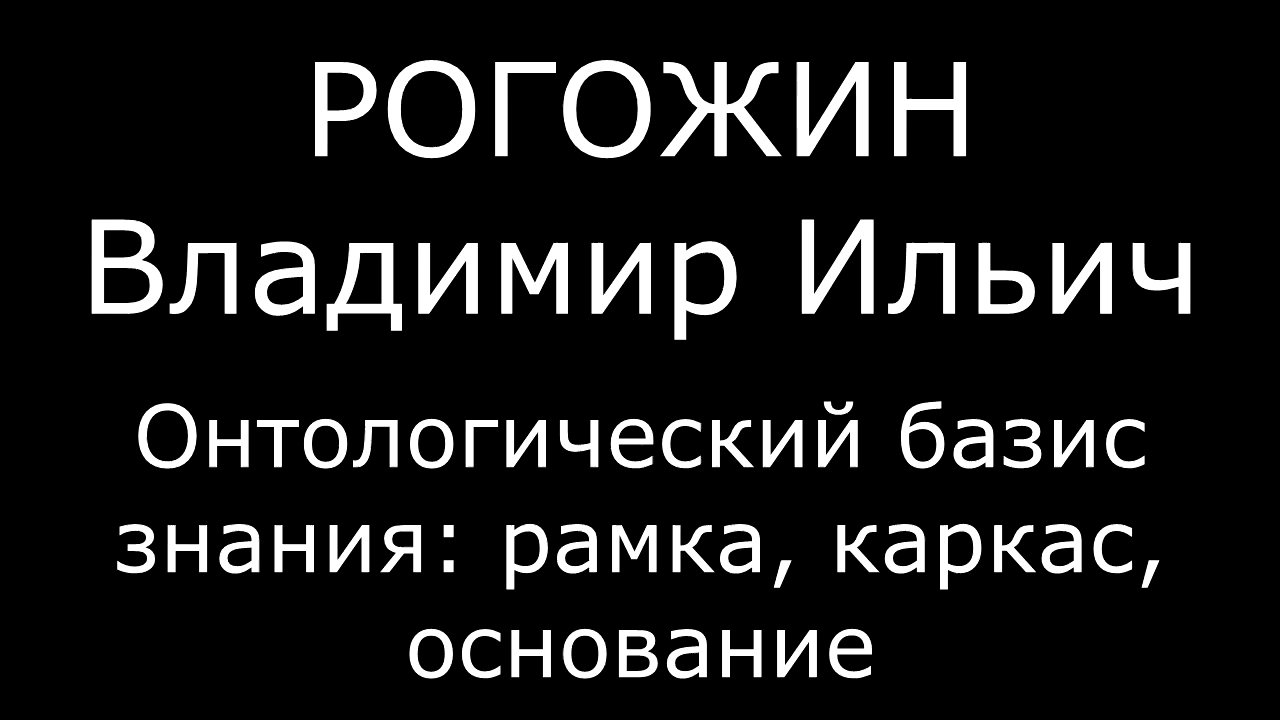 РОГОЖИН
Владимир Ильич
Онтологический базис
знания: рамка, каркас,
основание